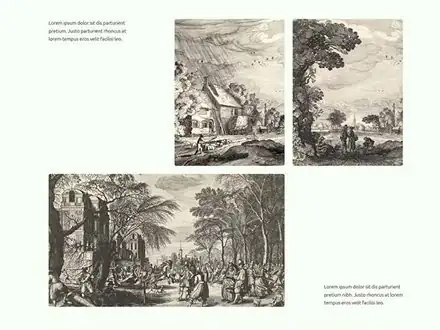 Lorem ipsum dolor sit dis parturient
pretium. Justo parturient rhoncus at
lorem tempus eros velit facilisi leo.
Lorem ipsum dolor sit dis parturient
pretium nibh. Justo rhoncus et lorem
tempus eros velit facilisi leo.